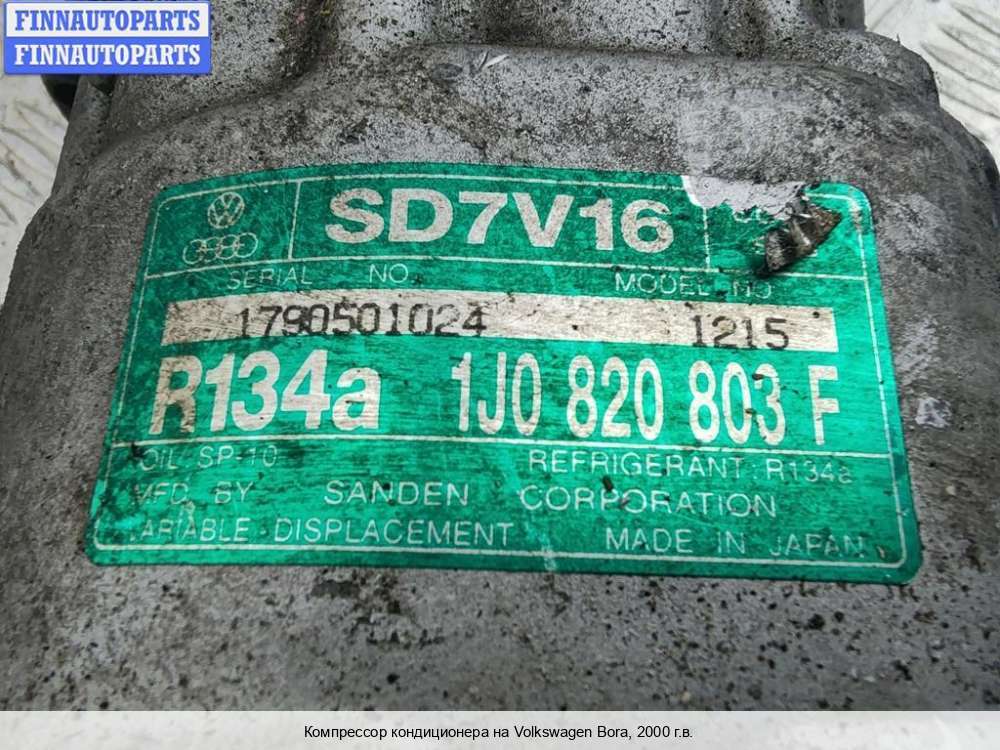 FINNAUTOPARTS
FINNAUTOPARTS
SD7V16
SERIAL NO. MODEL NO
1790501024 1215
R134a 1J0 820 803 F
OIL SP-10 REFRIGERANT: R134a
MFD BY SANDEN CORPORATION
VARIABLE DISPLACEMENT MADE IN JAPAN
Компрессор кондиционера на Volkswagen Bora, 2000 г.в.